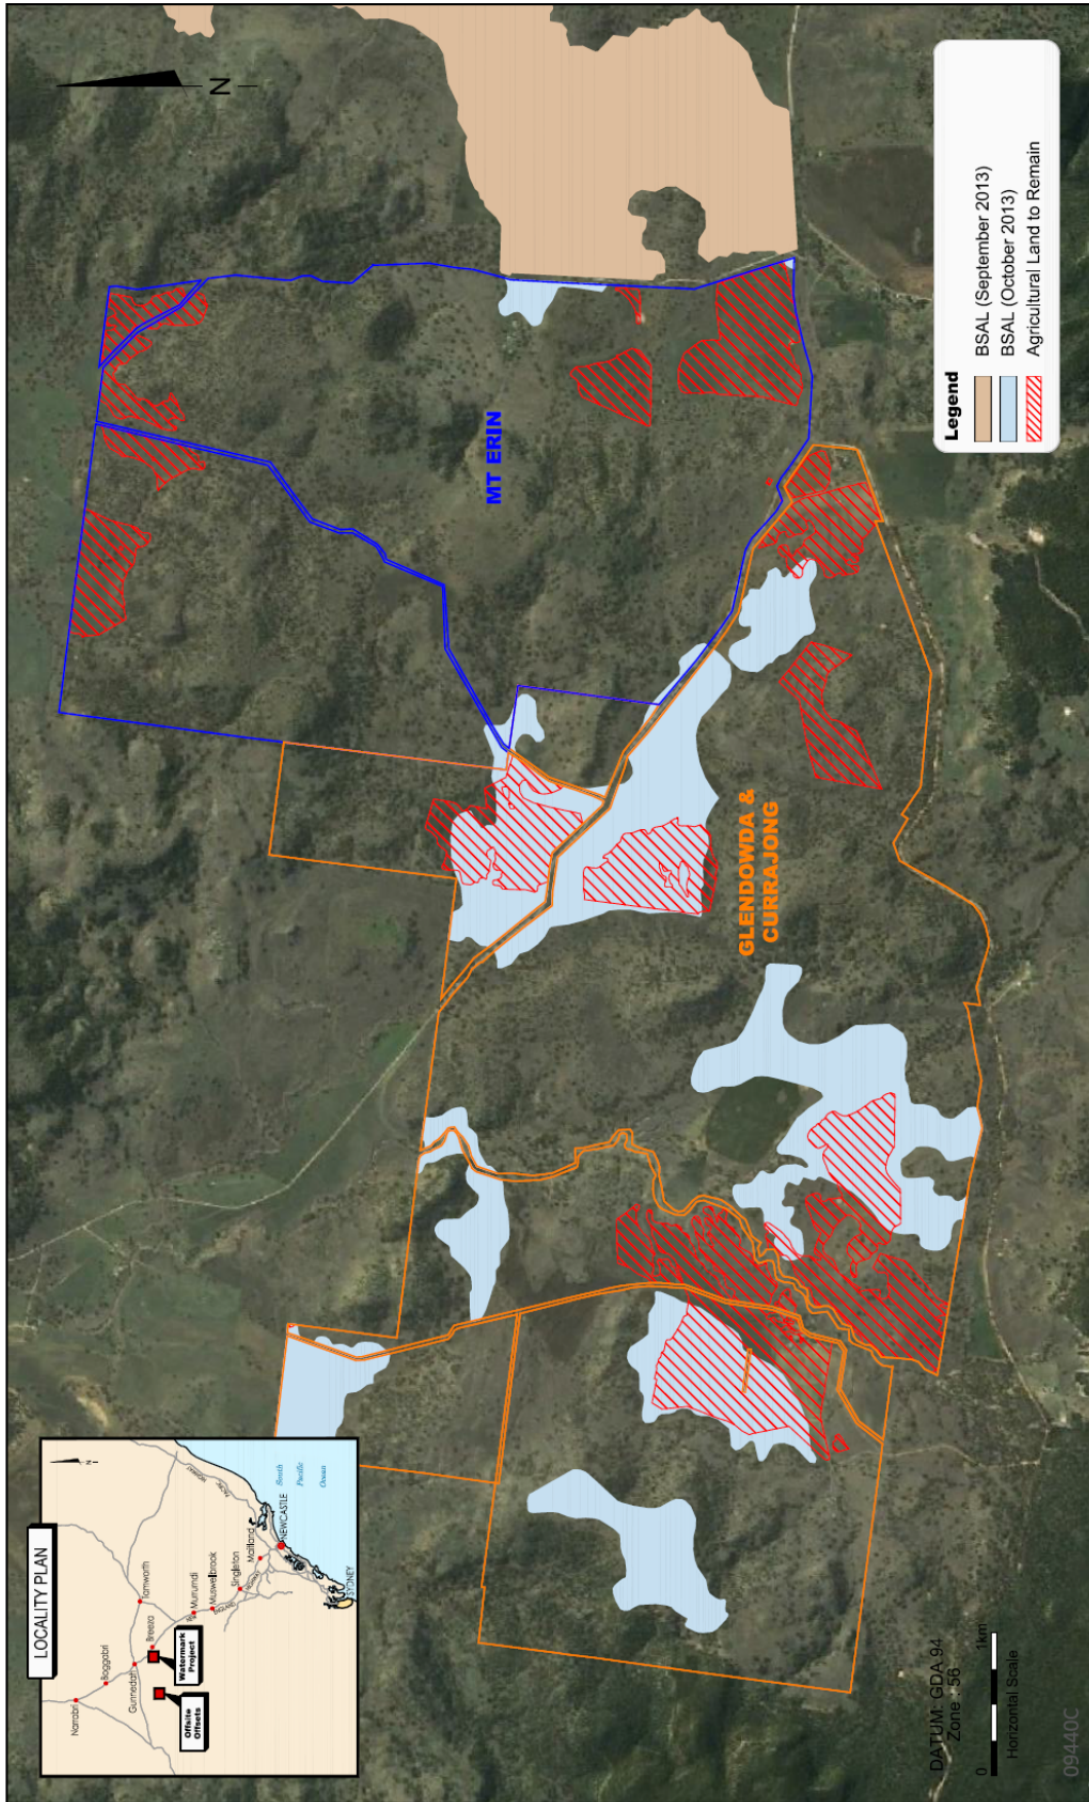 LOCALITY PLAN
N
Narrabri
Boggabri
Gunnedah
Tamworth
Breeza
Watermark
Project
Offsite
Offsets
Murrurundi
Muswellbrook
Singleton
Maitland
NEWCASTLE
SYDNEY
South
Pacific
Ocean
N
MT ERIN
GLENDOWDA &
CURRAJONG
Legend
BSAL (September 2013)
BSAL (October 2013)
Agricultural Land to Remain
DATUM: GDA 94
Zone : 56
0 1km
Horizontal Scale
09440C